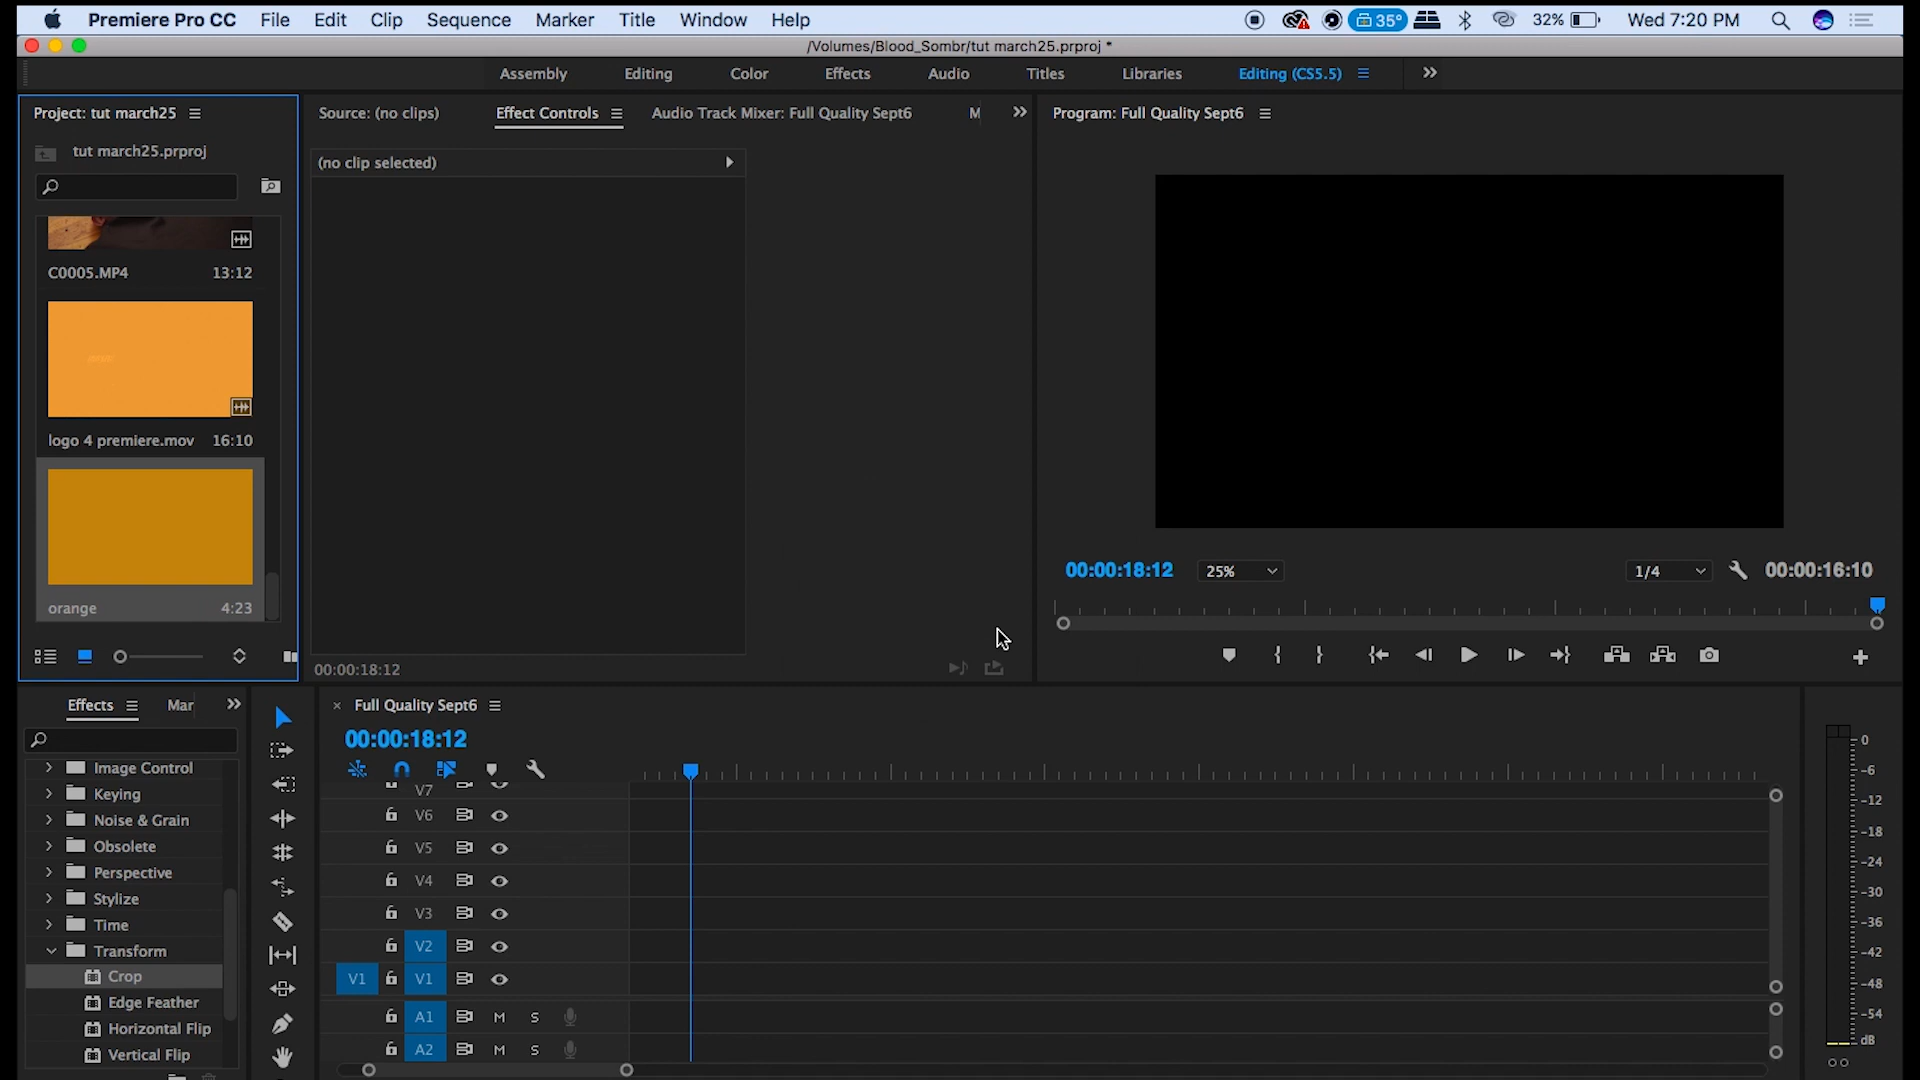 Premiere Pro CC File Edit Clip Sequence Marker Title Window Help 35° 32% Wed 7:20 PM
/Volumes/Blood_Sombr/tut march25.prproj *
Assembly Editing Color Effects Audio Titles Libraries Editing (CS5.5)
Project: tut march25
tut march25.prproj
C0005.MP4 13:12
logo 4 premiere.mov 16:10
orange 4:23
Source: (no clips) Effect Controls Audio Track Mixer: Full Quality Sept6 M
(no clip selected)
00:00:18:12
Program: Full Quality Sept6
00:00:18:12 25% 1/4 00:00:16:10
Effects Mar
Image Control
Keying
Noise & Grain
Obsolete
Perspective
Stylize
Time
Transform
Crop
Edge Feather
Horizontal Flip
Vertical Flip
× Full Quality Sept6
00:00:18:12
V7
V6
V5
V4
V3
V2
V1 V1
A1 M S
A2 M S
0
-6
-12
-18
-24
-30
-36
-42
-48
-54
dB